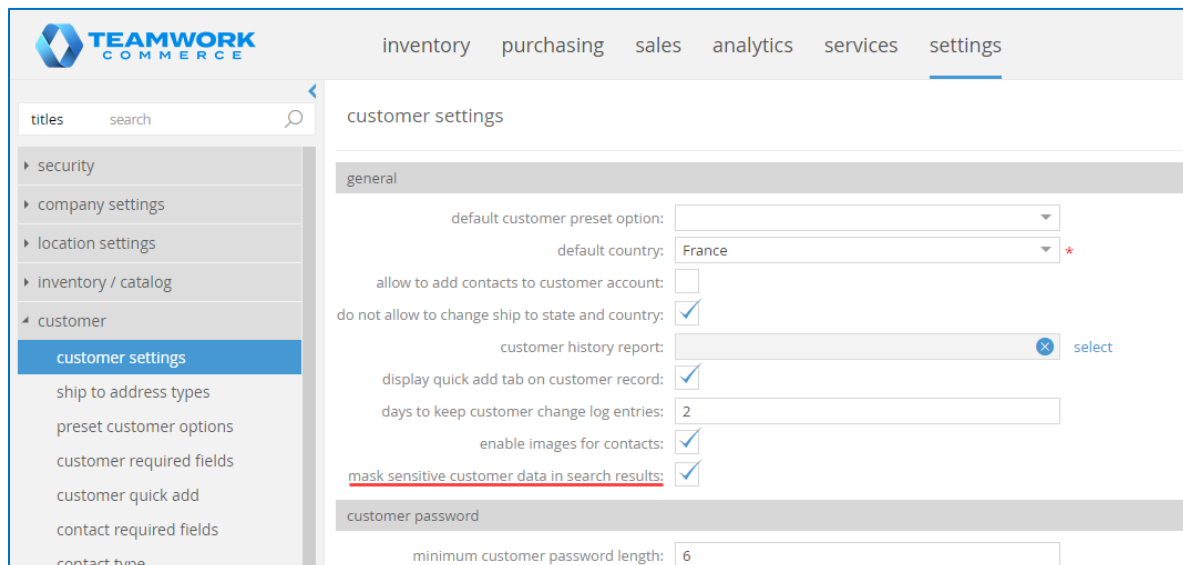 TEAMWORK
COMMERCE
inventory purchasing sales analytics services settings
titles search
security
company settings
location settings
inventory / catalog
customer
customer settings
ship to address types
preset customer options
customer required fields
customer quick add
contact required fields
contact type
customer settings
general
default customer preset option:
default country: France *
allow to add contacts to customer account:
do not allow to change ship to state and country:
customer history report: select
display quick add tab on customer record:
days to keep customer change log entries: 2
enable images for contacts:
mask sensitive customer data in search results:
customer password
minimum customer password length: 6